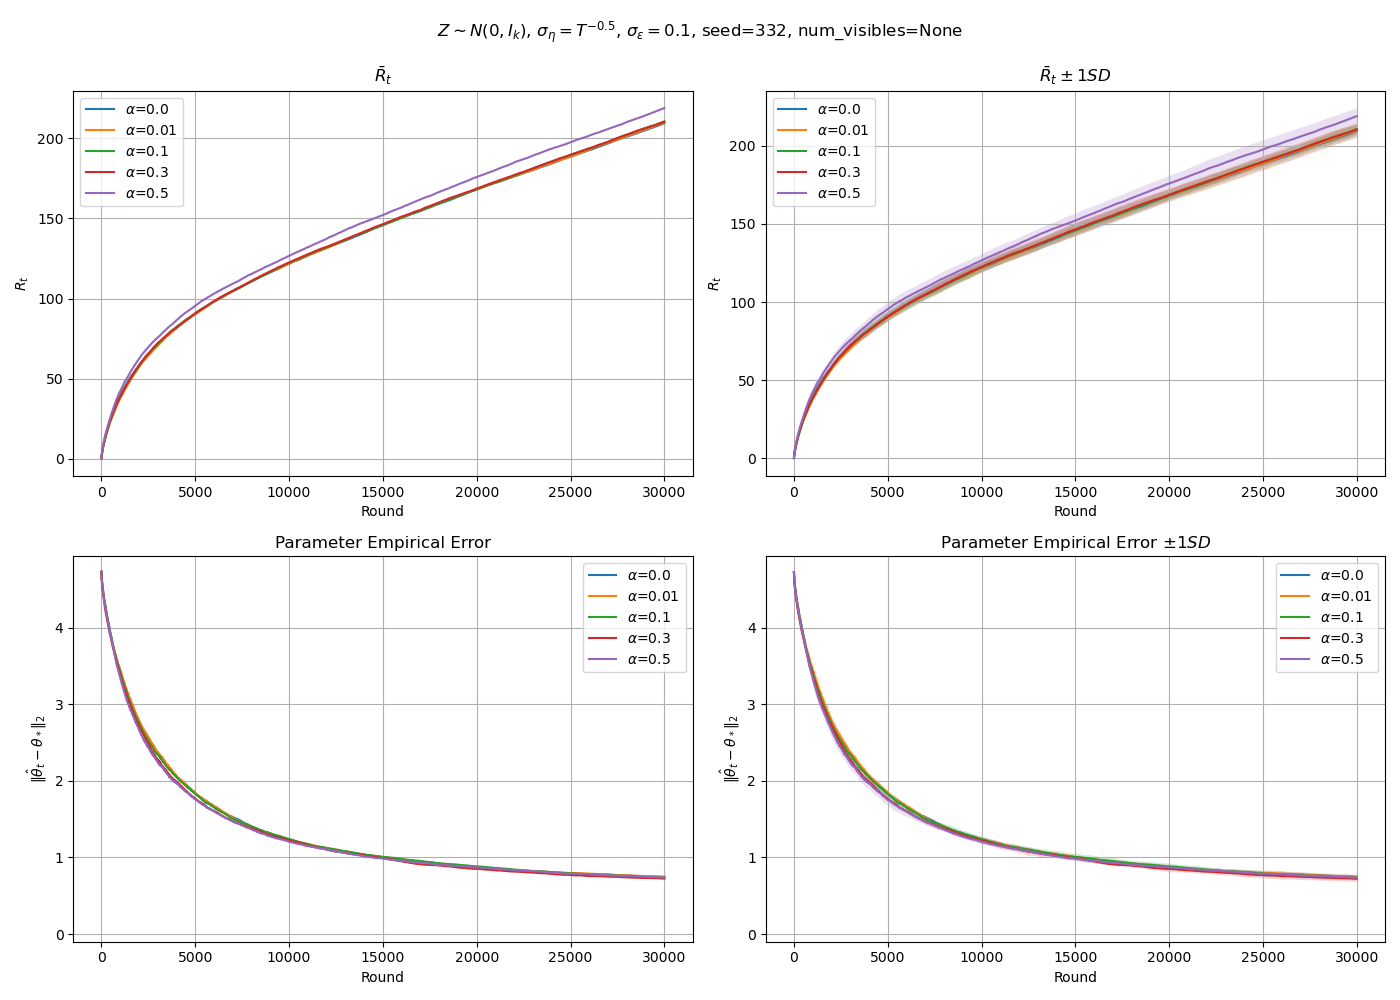 Z ∼ N(0, I_k), σ_η = T^{−0.5}, σ_ε = 0.1, seed=332, num_visibles=None
R̄_t
R_t
200
150
100
50
0
α=0.0
α=0.01
α=0.1
α=0.3
α=0.5
0 5000 10000 15000 20000 25000 30000
Round
R̄_t ± 1SD
R_t
200
150
100
50
0
α=0.0
α=0.01
α=0.1
α=0.3
α=0.5
0 5000 10000 15000 20000 25000 30000
Round
Parameter Empirical Error
‖θ̂_t − θ_*‖_2
4
3
2
1
0
α=0.0
α=0.01
α=0.1
α=0.3
α=0.5
0 5000 10000 15000 20000 25000 30000
Round
Parameter Empirical Error ±1SD
‖θ̂_t − θ_*‖_2
4
3
2
1
0
α=0.0
α=0.01
α=0.1
α=0.3
α=0.5
0 5000 10000 15000 20000 25000 30000
Round